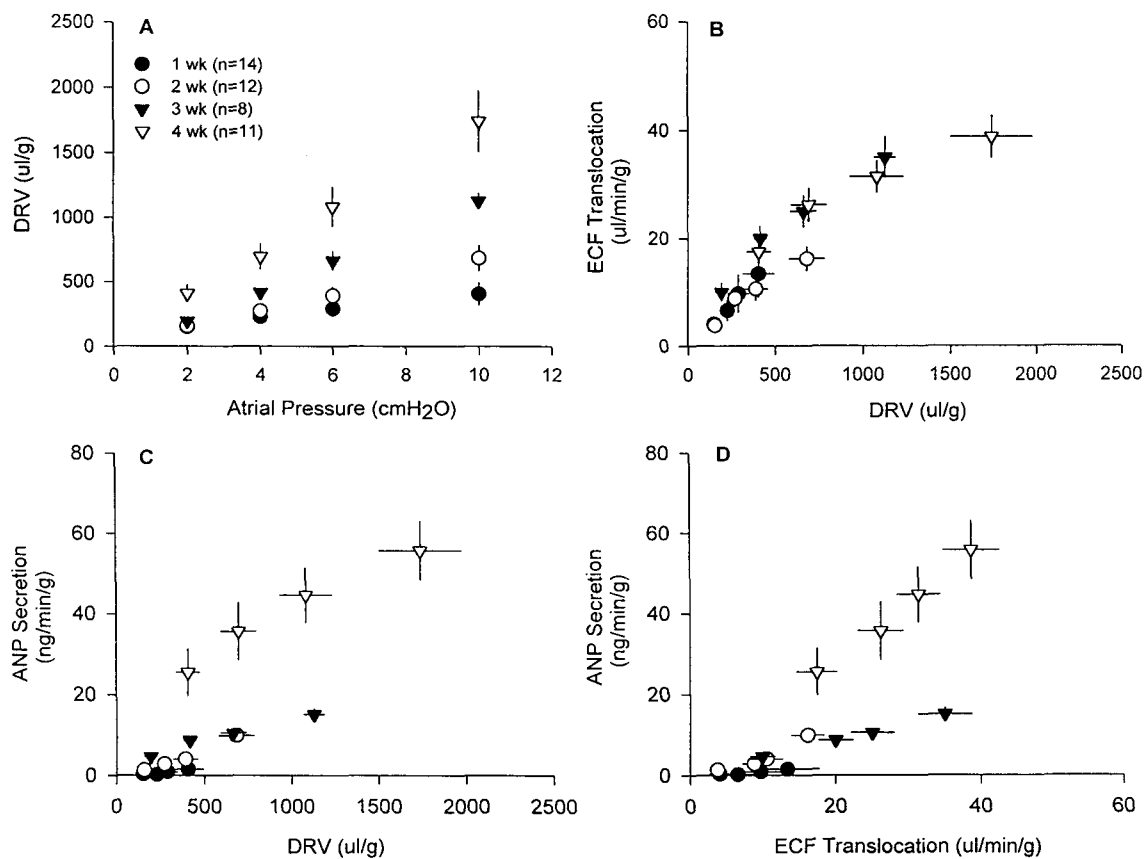 A
1 wk (n=14)
2 wk (n=12)
3 wk (n=8)
4 wk (n=11)
2500
2000
1500
1000
500
0
DRV (ul/g)
0 2 4 6 8 10 12
Atrial Pressure (cmH2O)
B
60
40
20
0
ECF Translocation
(ul/min/g)
0 500 1000 1500 2000 2500
DRV (ul/g)
C
80
60
40
20
0
ANP Secretion
(ng/min/g)
0 500 1000 1500 2000 2500
DRV (ul/g)
D
80
60
40
20
0
ANP Secretion
(ng/min/g)
20 40 60
ECF Translocation (ul/min/g)